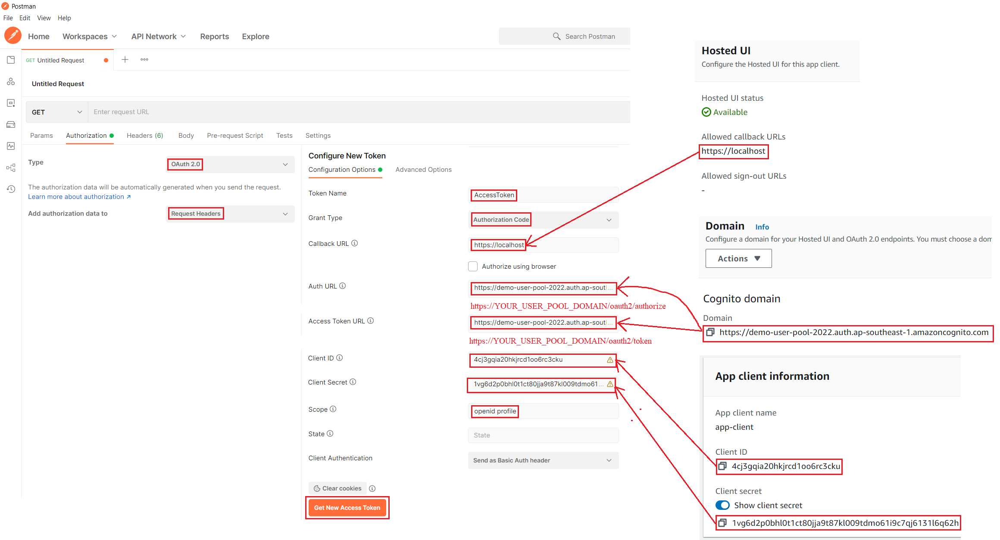 Postman
File Edit View Help
Home Workspaces API Network Reports Explore
Search Postman
GET Untitled Request
Untitled Request
GET Enter request URL
Params Authorization Headers (6) Body Pre-request Script Tests Settings
Type
OAuth 2.0
The authorization data will be automatically generated when you send the request.
Learn more about authorization ↗
Add authorization data to
Request Headers
Configure New Token
Configuration Options Advanced Options
Token Name
AccessToken
Grant Type
Authorization Code
Callback URL
https://localhost
Authorize using browser
Auth URL
https://demo-user-pool-2022.auth.ap-sout...
https://YOUR_USER_POOL_DOMAIN/oauth2/authorize
Access Token URL
https://demo-user-pool-2022.auth.ap-sout...
https://YOUR_USER_POOL_DOMAIN/oauth2/token
Client ID
4cj3gqia20hkjrcd1oo6rc3cku
Client Secret
1vg6d2p0bhl0t1ct80jja9t87kl009tdmo61...
Scope
openid profile
State
State
Client Authentication
Send as Basic Auth header
Clear cookies
Get New Access Token
Hosted UI
Configure the Hosted UI for this app client.
Hosted UI status
Available
Allowed callback URLs
https://localhost
Allowed sign-out URLs
-
Domain Info
Configure a domain for your Hosted UI and OAuth 2.0 endpoints. You must choose a dom
Actions
Cognito domain
Domain
https://demo-user-pool-2022.auth.ap-southeast-1.amazoncognito.com
App client information
App client name
app-client
Client ID
4cj3gqia20hkjrcd1oo6rc3cku
Client secret
Show client secret
1vg6d2p0bhl0t1ct80jja9t87kl009tdmo61i9c7qj6131l6q62h